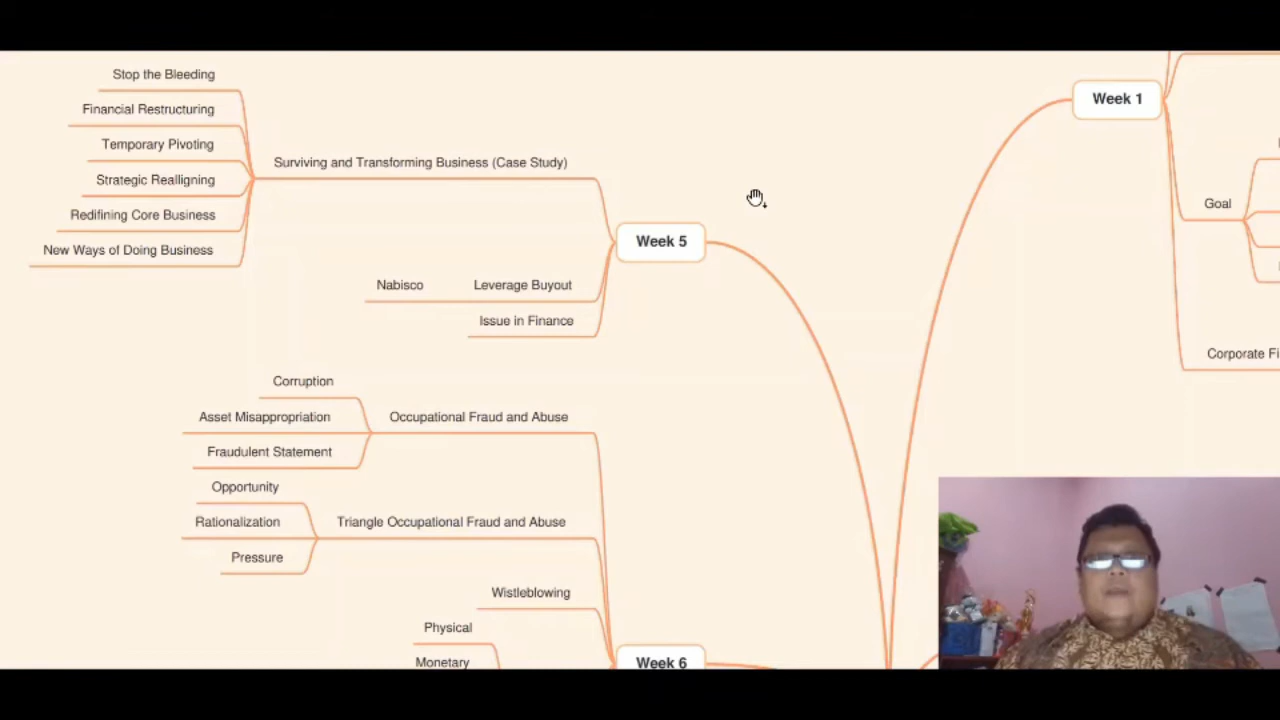 Stop the Bleeding
Financial Restructuring
Temporary Pivoting
Strategic Realligning
Redifining Core Business
New Ways of Doing Business
Surviving and Transforming Business (Case Study)
Nabisco
Leverage Buyout
Issue in Finance
Week 5
Corruption
Asset Misappropriation
Fraudulent Statement
Occupational Fraud and Abuse
Opportunity
Rationalization
Pressure
Triangle Occupational Fraud and Abuse
Wistleblowing
Physical
Monetary
Week 6
Week 1
Goal
Corporate Fi